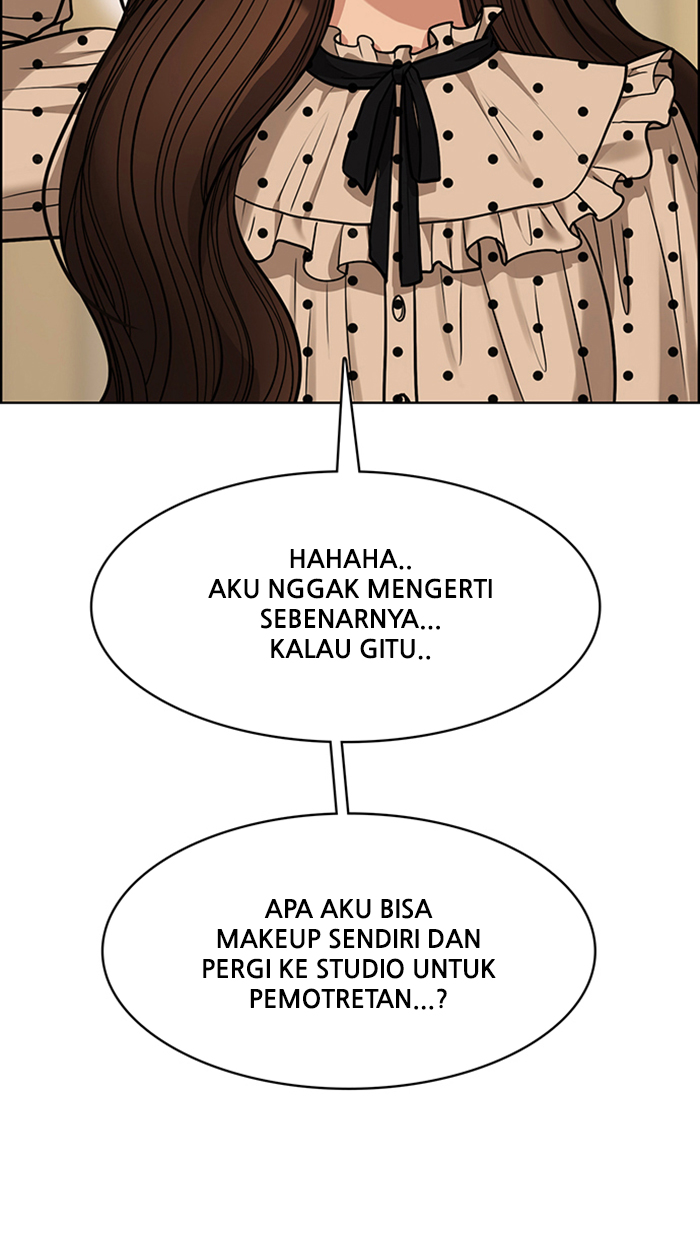 HAHAHA..
AKU NGGAK MENGERTI
SEBENARNYA...
KALAU GITU..
APA AKU BISA
MAKEUP SENDIRI DAN
PERGI KE STUDIO UNTUK
PEMOTRETAN...?